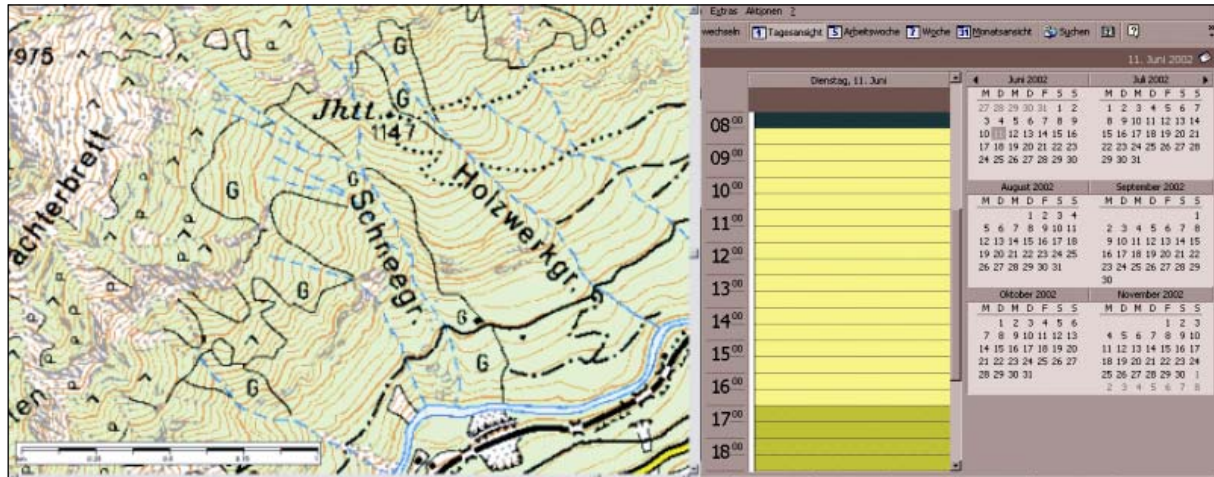 975
G
Jhtt.
1147
G
achterbrett
G
G
Holzwerkgr.
Schneegr.
G
G
G
G
ten
0.25 0.5 0.75 1
Extras Aktionen ?
wechseln 1 Tagesansicht 5 Arbeitswoche 7 Woche 31 Monatsansicht Suchen ?
11. Juni 2002
Dienstag, 11. Juni
08 00
09 00
10 00
11 00
12 00
13 00
14 00
15 00
16 00
17 00
18 00
Juni 2002
M D M D F S S
27 28 29 30 31 1 2
3 4 5 6 7 8 9
10 11 12 13 14 15 16
17 18 19 20 21 22 23
24 25 26 27 28 29 30
Juli 2002
M D M D F S S
1 2 3 4 5 6 7
8 9 10 11 12 13 14
15 16 17 18 19 20 21
22 23 24 25 26 27 28
29 30 31
August 2002
M D M D F S S
1 2 3 4
5 6 7 8 9 10 11
12 13 14 15 16 17 18
19 20 21 22 23 24 25
26 27 28 29 30 31
September 2002
M D M D F S S
1
2 3 4 5 6 7 8
9 10 11 12 13 14 15
16 17 18 19 20 21 22
23 24 25 26 27 28 29
30
Oktober 2002
M D M D F S S
1 2 3 4 5 6
7 8 9 10 11 12 13
14 15 16 17 18 19 20
21 22 23 24 25 26 27
28 29 30 31
November 2002
M D M D F S S
1 2 3
4 5 6 7 8 9 10
11 12 13 14 15 16 17
18 19 20 21 22 23 24
25 26 27 28 29 30 1
2 3 4 5 6 7 8